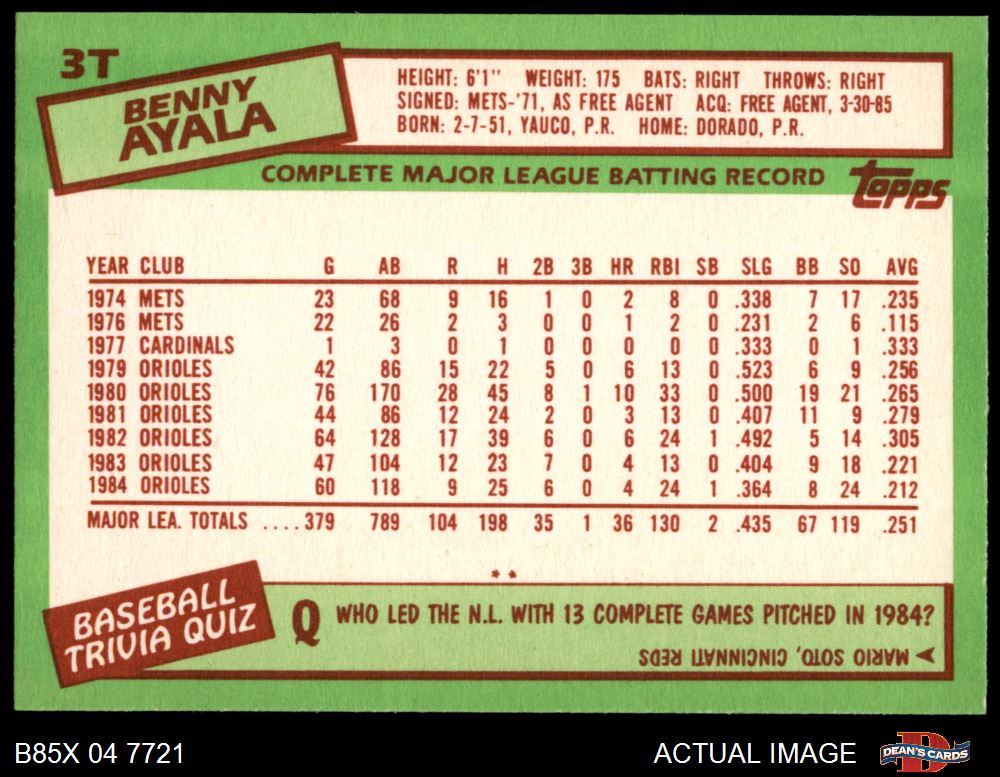 3T
BENNY
AYALA
HEIGHT: 6'1" WEIGHT: 175 BATS: RIGHT THROWS: RIGHT
SIGNED: METS-'71, AS FREE AGENT ACQ: FREE AGENT, 3-30-85
BORN: 2-7-51, YAUCO, P.R. HOME: DORADO, P.R.
COMPLETE MAJOR LEAGUE BATTING RECORD
TOPPS
YEAR CLUB G AB R H 2B 3B HR RBI SB SLG BB SO AVG
1974 METS 23 68 9 16 1 0 2 8 0 .338 7 17 .235
1976 METS 22 26 2 3 0 0 1 2 0 .231 2 6 .115
1977 CARDINALS 1 3 0 1 0 0 0 0 0 .333 0 1 .333
1979 ORIOLES 42 86 15 22 5 0 6 13 0 .523 6 9 .256
1980 ORIOLES 76 170 28 45 8 1 10 33 0 .500 19 21 .265
1981 ORIOLES 44 86 12 24 2 0 3 13 0 .407 11 9 .279
1982 ORIOLES 64 128 17 39 6 0 6 24 1 .492 5 14 .305
1983 ORIOLES 47 104 12 23 7 0 4 13 0 .404 9 18 .221
1984 ORIOLES 60 118 9 25 6 0 4 24 1 .364 8 24 .212
MAJOR LEA. TOTALS ....379 789 104 198 35 1 36 130 2 .435 67 119 .251
**
BASEBALL
TRIVIA QUIZ
Q WHO LED THE N.L. WITH 13 COMPLETE GAMES PITCHED IN 1984?
MARIO SOTO, CINCINNATI REDS
B85X 04 7721
ACTUAL IMAGE
DEAN'S CARDS